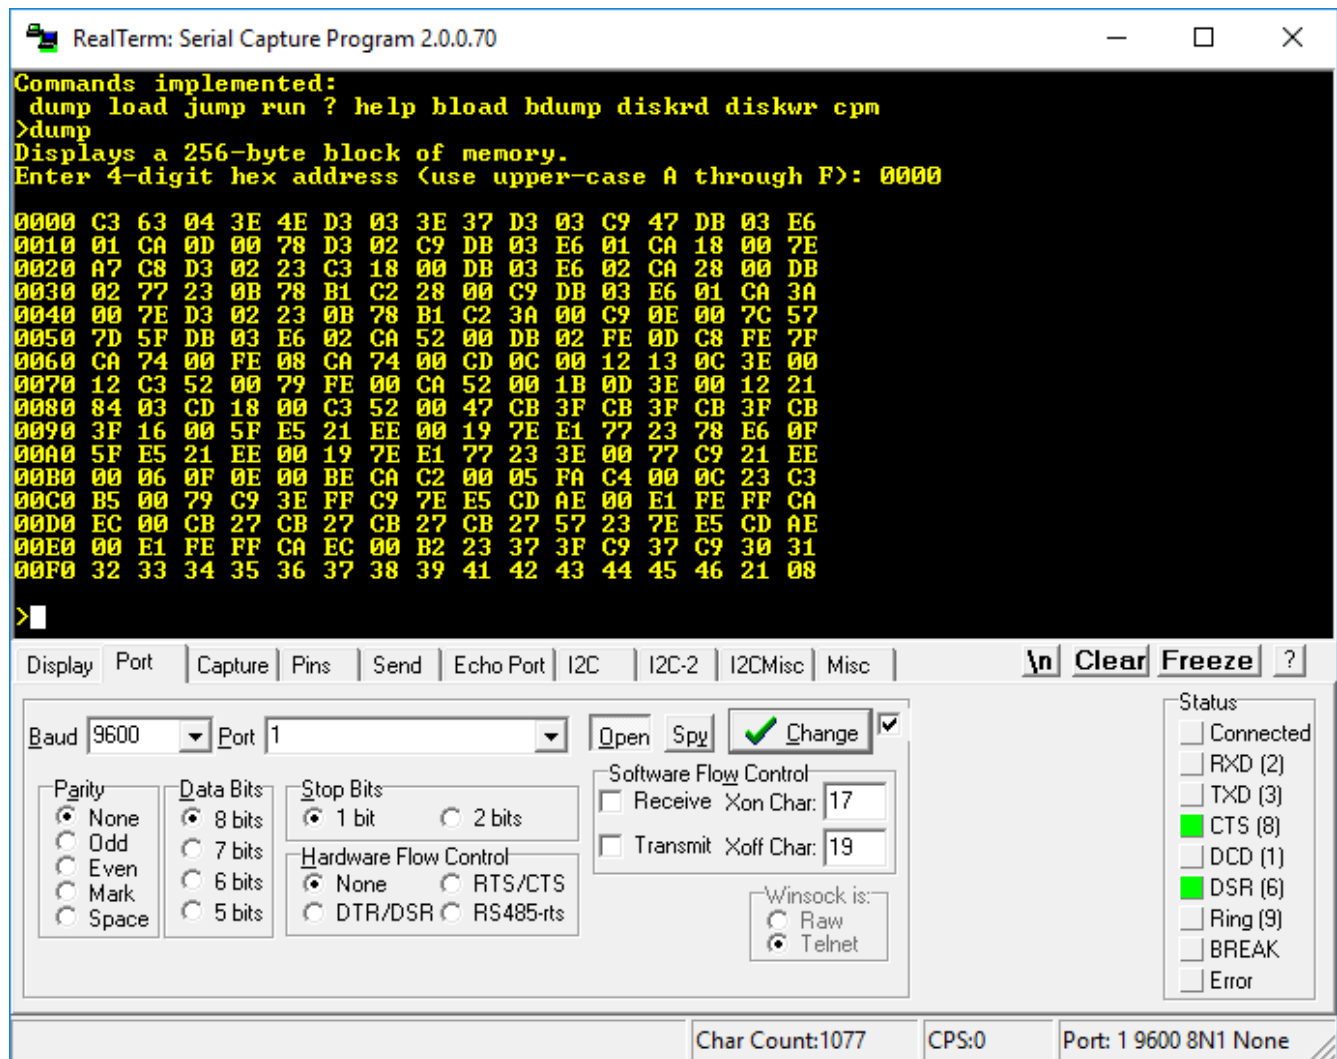 RealTerm: Serial Capture Program 2.0.0.70
Commands implemented:
dump load jump run ? help bload bdump diskrd diskwr cpm
>dump
Displays a 256-byte block of memory.
Enter 4-digit hex address (use upper-case A through F): 0000
0000 C3 63 04 3E 4E D3 03 3E 37 D3 03 C9 47 DB 03 E6
0010 01 CA 0D 00 78 D3 02 C9 DB 03 E6 01 CA 18 00 7E
0020 A7 C8 D3 02 23 C3 18 00 DB 03 E6 02 CA 28 00 DB
0030 02 77 23 0B 78 B1 C2 28 00 C9 DB 03 E6 01 CA 3A
0040 00 7E D3 02 23 0B 78 B1 C2 3A 00 C9 0E 00 7C 57
0050 7D 5F DB 03 E6 02 CA 52 00 DB 02 FE 0D C8 FE 7F
0060 CA 74 00 FE 08 CA 74 00 CD 0C 00 12 13 0C 3E 00
0070 12 C3 52 00 79 FE 00 CA 52 00 1B 0D 3E 00 12 21
0080 84 03 CD 18 00 C3 52 00 47 CB 3F CB 3F CB 3F CB
0090 3F 16 00 5F E5 21 EE 00 19 7E E1 77 23 78 E6 0F
00A0 5F E5 21 EE 00 19 7E E1 77 23 3E 00 77 C9 21 EE
00B0 00 06 0F 0E 00 BE CA C2 00 05 FA C4 00 0C 23 C3
00C0 B5 00 79 C9 3E FF C9 7E E5 CD AE 00 E1 FE FF CA
00D0 EC 00 CB 27 CB 27 CB 27 CB 27 57 23 7E E5 CD AE
00E0 00 E1 FE FF CA EC 00 B2 23 37 3F C9 37 C9 30 31
00F0 32 33 34 35 36 37 38 39 41 42 43 44 45 46 21 08
>
Display Port Capture Pins Send Echo Port I2C I2C-2 I2CMisc Misc \n Clear Freeze ?
Baud 9600 Port 1 Open Spy Change
Parity
None
Odd
Even
Mark
Space
Data Bits
8 bits
7 bits
6 bits
5 bits
Stop Bits
1 bit 2 bits
Hardware Flow Control
None RTS/CTS
DTR/DSR RS485-rts
Software Flow Control
Receive Xon Char: 17
Transmit Xoff Char: 19
Winsock is:
Raw
Telnet
Status
Connected
RXD (2)
TXD (3)
CTS (8)
DCD (1)
DSR (6)
Ring (9)
BREAK
Error
Char Count:1077 CPS:0 Port: 1 9600 8N1 None